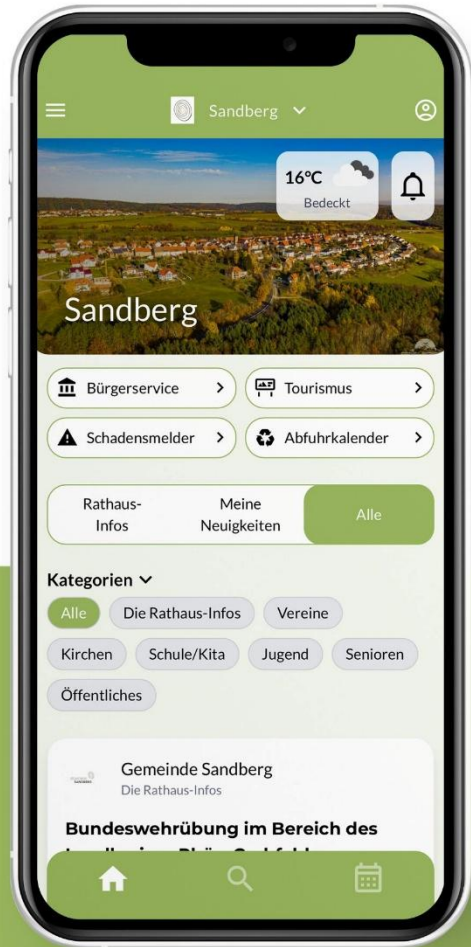 Sandberg
16°C
Bedeckt
Sandberg
Bürgerservice
Tourismus
Schadensmelder
Abfuhrkalender
Rathaus-
Infos
Meine
Neuigkeiten
Alle
Kategorien
Alle
Die Rathaus-Infos
Vereine
Kirchen
Schule/Kita
Jugend
Senioren
Öffentliches
Gemeinde Sandberg
Die Rathaus-Infos
Bundeswehrübung im Bereich des